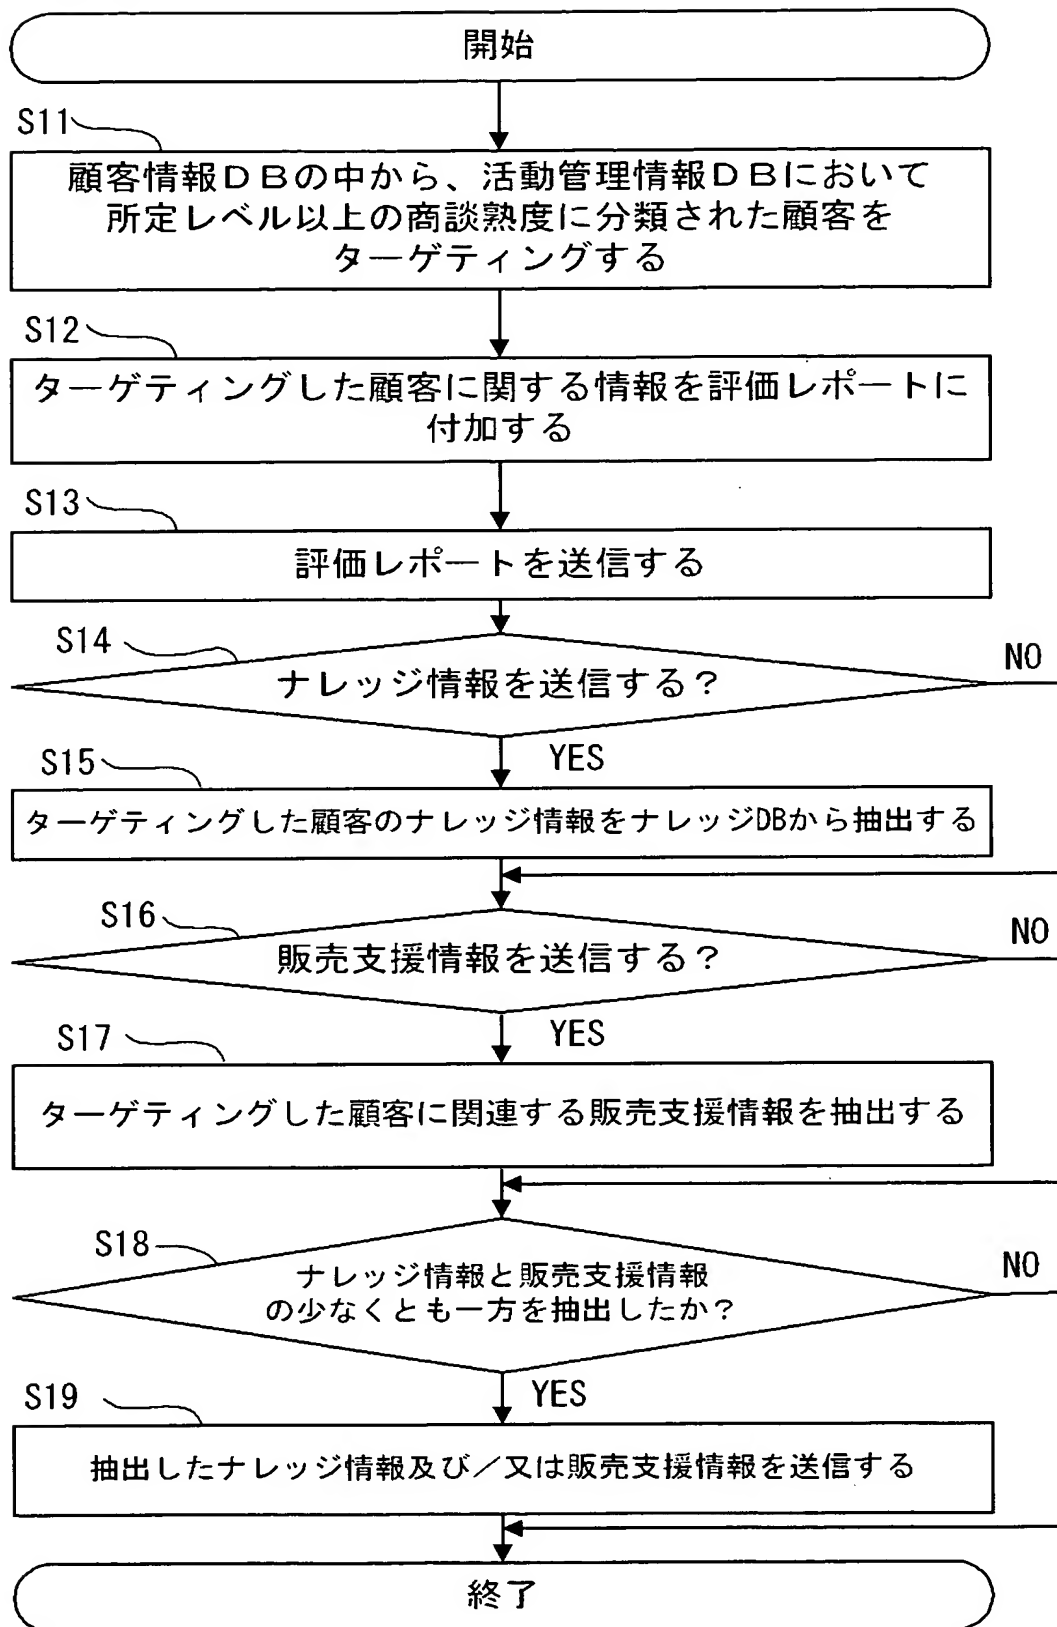 開始
S11
顧客情報DBの中から、活動管理情報DBにおいて
所定レベル以上の商談熟度に分類された顧客を
ターゲティングする
S12
ターゲティングした顧客に関する情報を評価レポートに
付加する
S13
評価レポートを送信する
S14
ナレッジ情報を送信する?
NO
YES
S15
ターゲティングした顧客のナレッジ情報をナレッジDBから抽出する
S16
販売支援情報を送信する?
NO
YES
S17
ターゲティングした顧客に関連する販売支援情報を抽出する
S18
ナレッジ情報と販売支援情報
の少なくとも一方を抽出したか?
NO
YES
S19
抽出したナレッジ情報及び/又は販売支援情報を送信する
終了